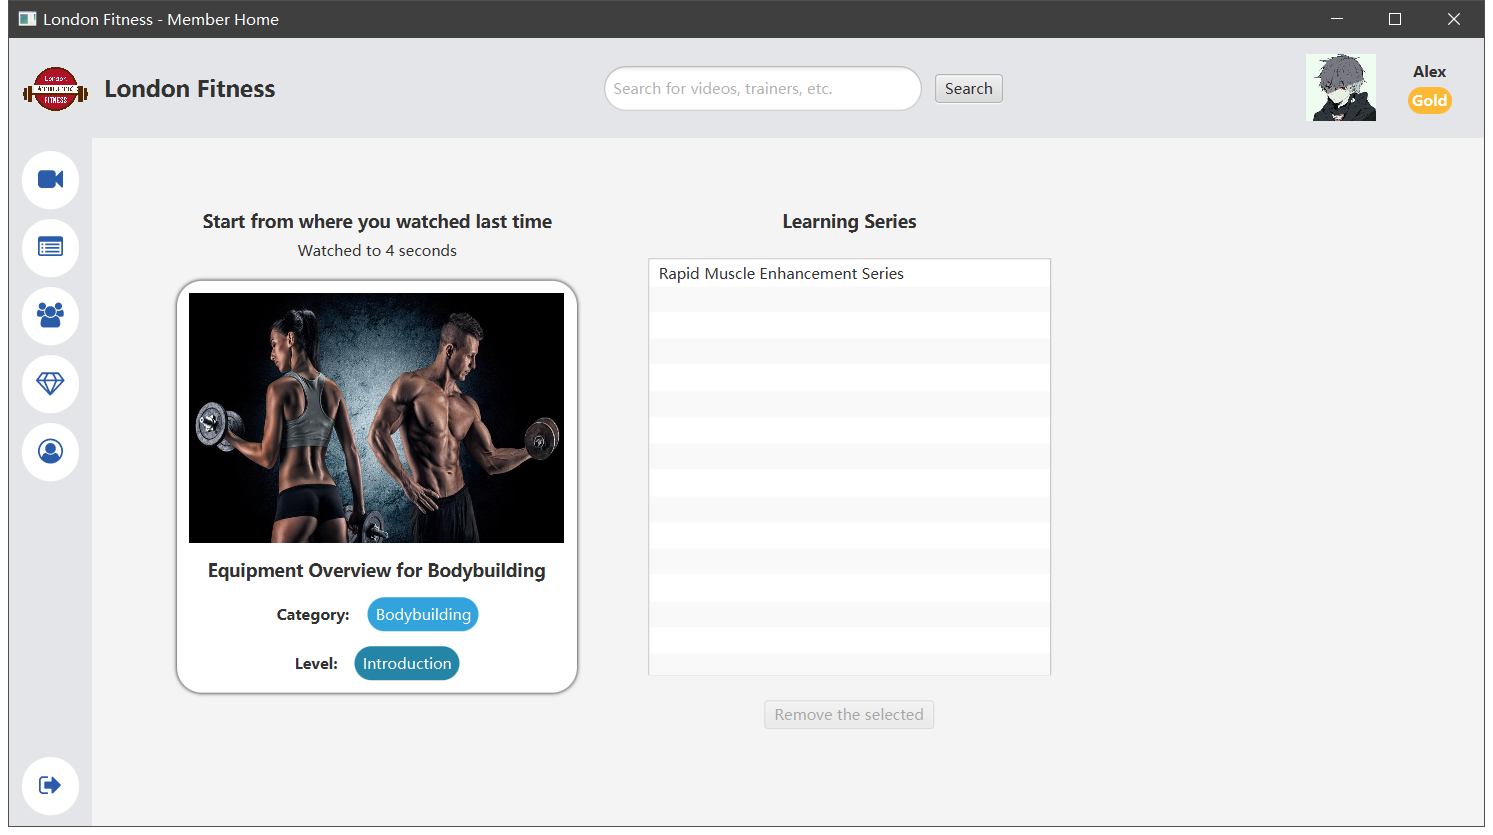 London Fitness - Member Home
London
FITNESS
London Fitness
Search for videos, trainers, etc.
Search
Alex
Gold
Start from where you watched last time
Watched to 4 seconds
Equipment Overview for Bodybuilding
Category: Bodybuilding
Level: Introduction
Learning Series
Rapid Muscle Enhancement Series
Remove the selected